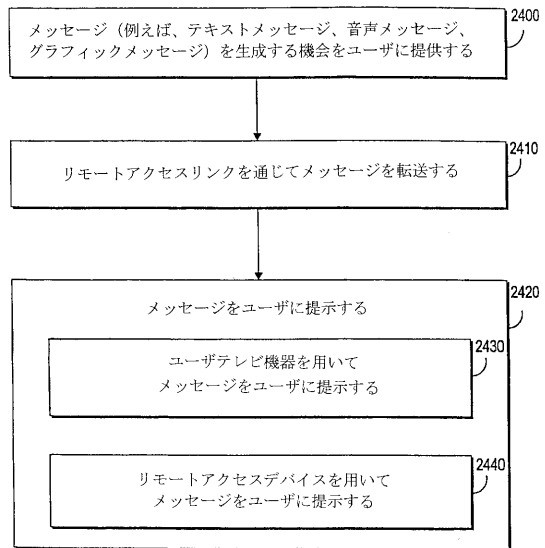 メッセージ（例えば、テキストメッセージ、音声メッセージ、
グラフィックメッセージ）を生成する機会をユーザに提供する
2400
リモートアクセスリンクを通じてメッセージを転送する
2410
メッセージをユーザに提示する
2420
ユーザテレビ機器を用いて
メッセージをユーザに提示する
2430
リモートアクセスデバイスを用いて
メッセージをユーザに提示する
2440